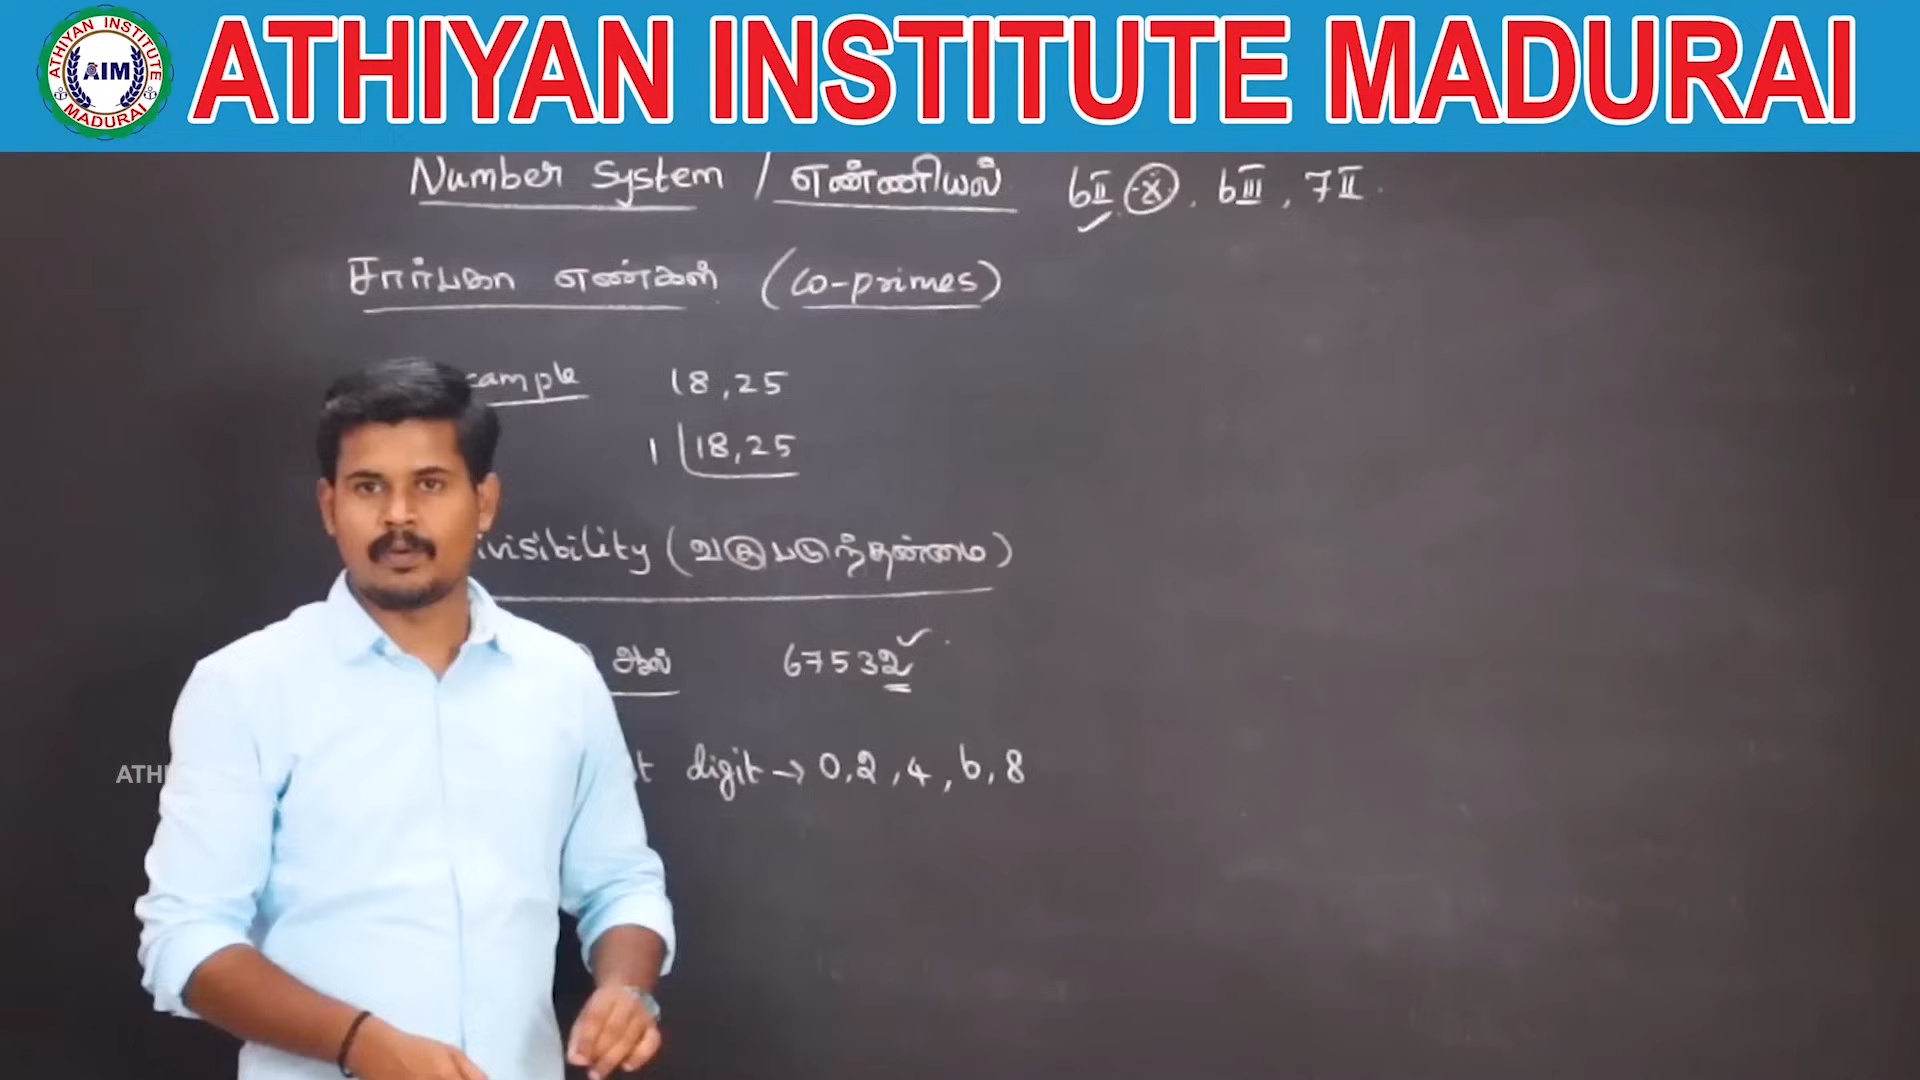 ATHIYAN INSTITUTE MADURAI
ATHIYAN INSTITUTE
AIM
MADURAI
Number System / எண்ணியல் 6II X, 6III, 7II.
சார்பகா எண்கள் (Co-primes)
ample 18,25
1 18,25
ivisibility (வகுபடுந்தன்மை)
ஆல் 67532
t digit → 0,2,4,6,8
ATHI